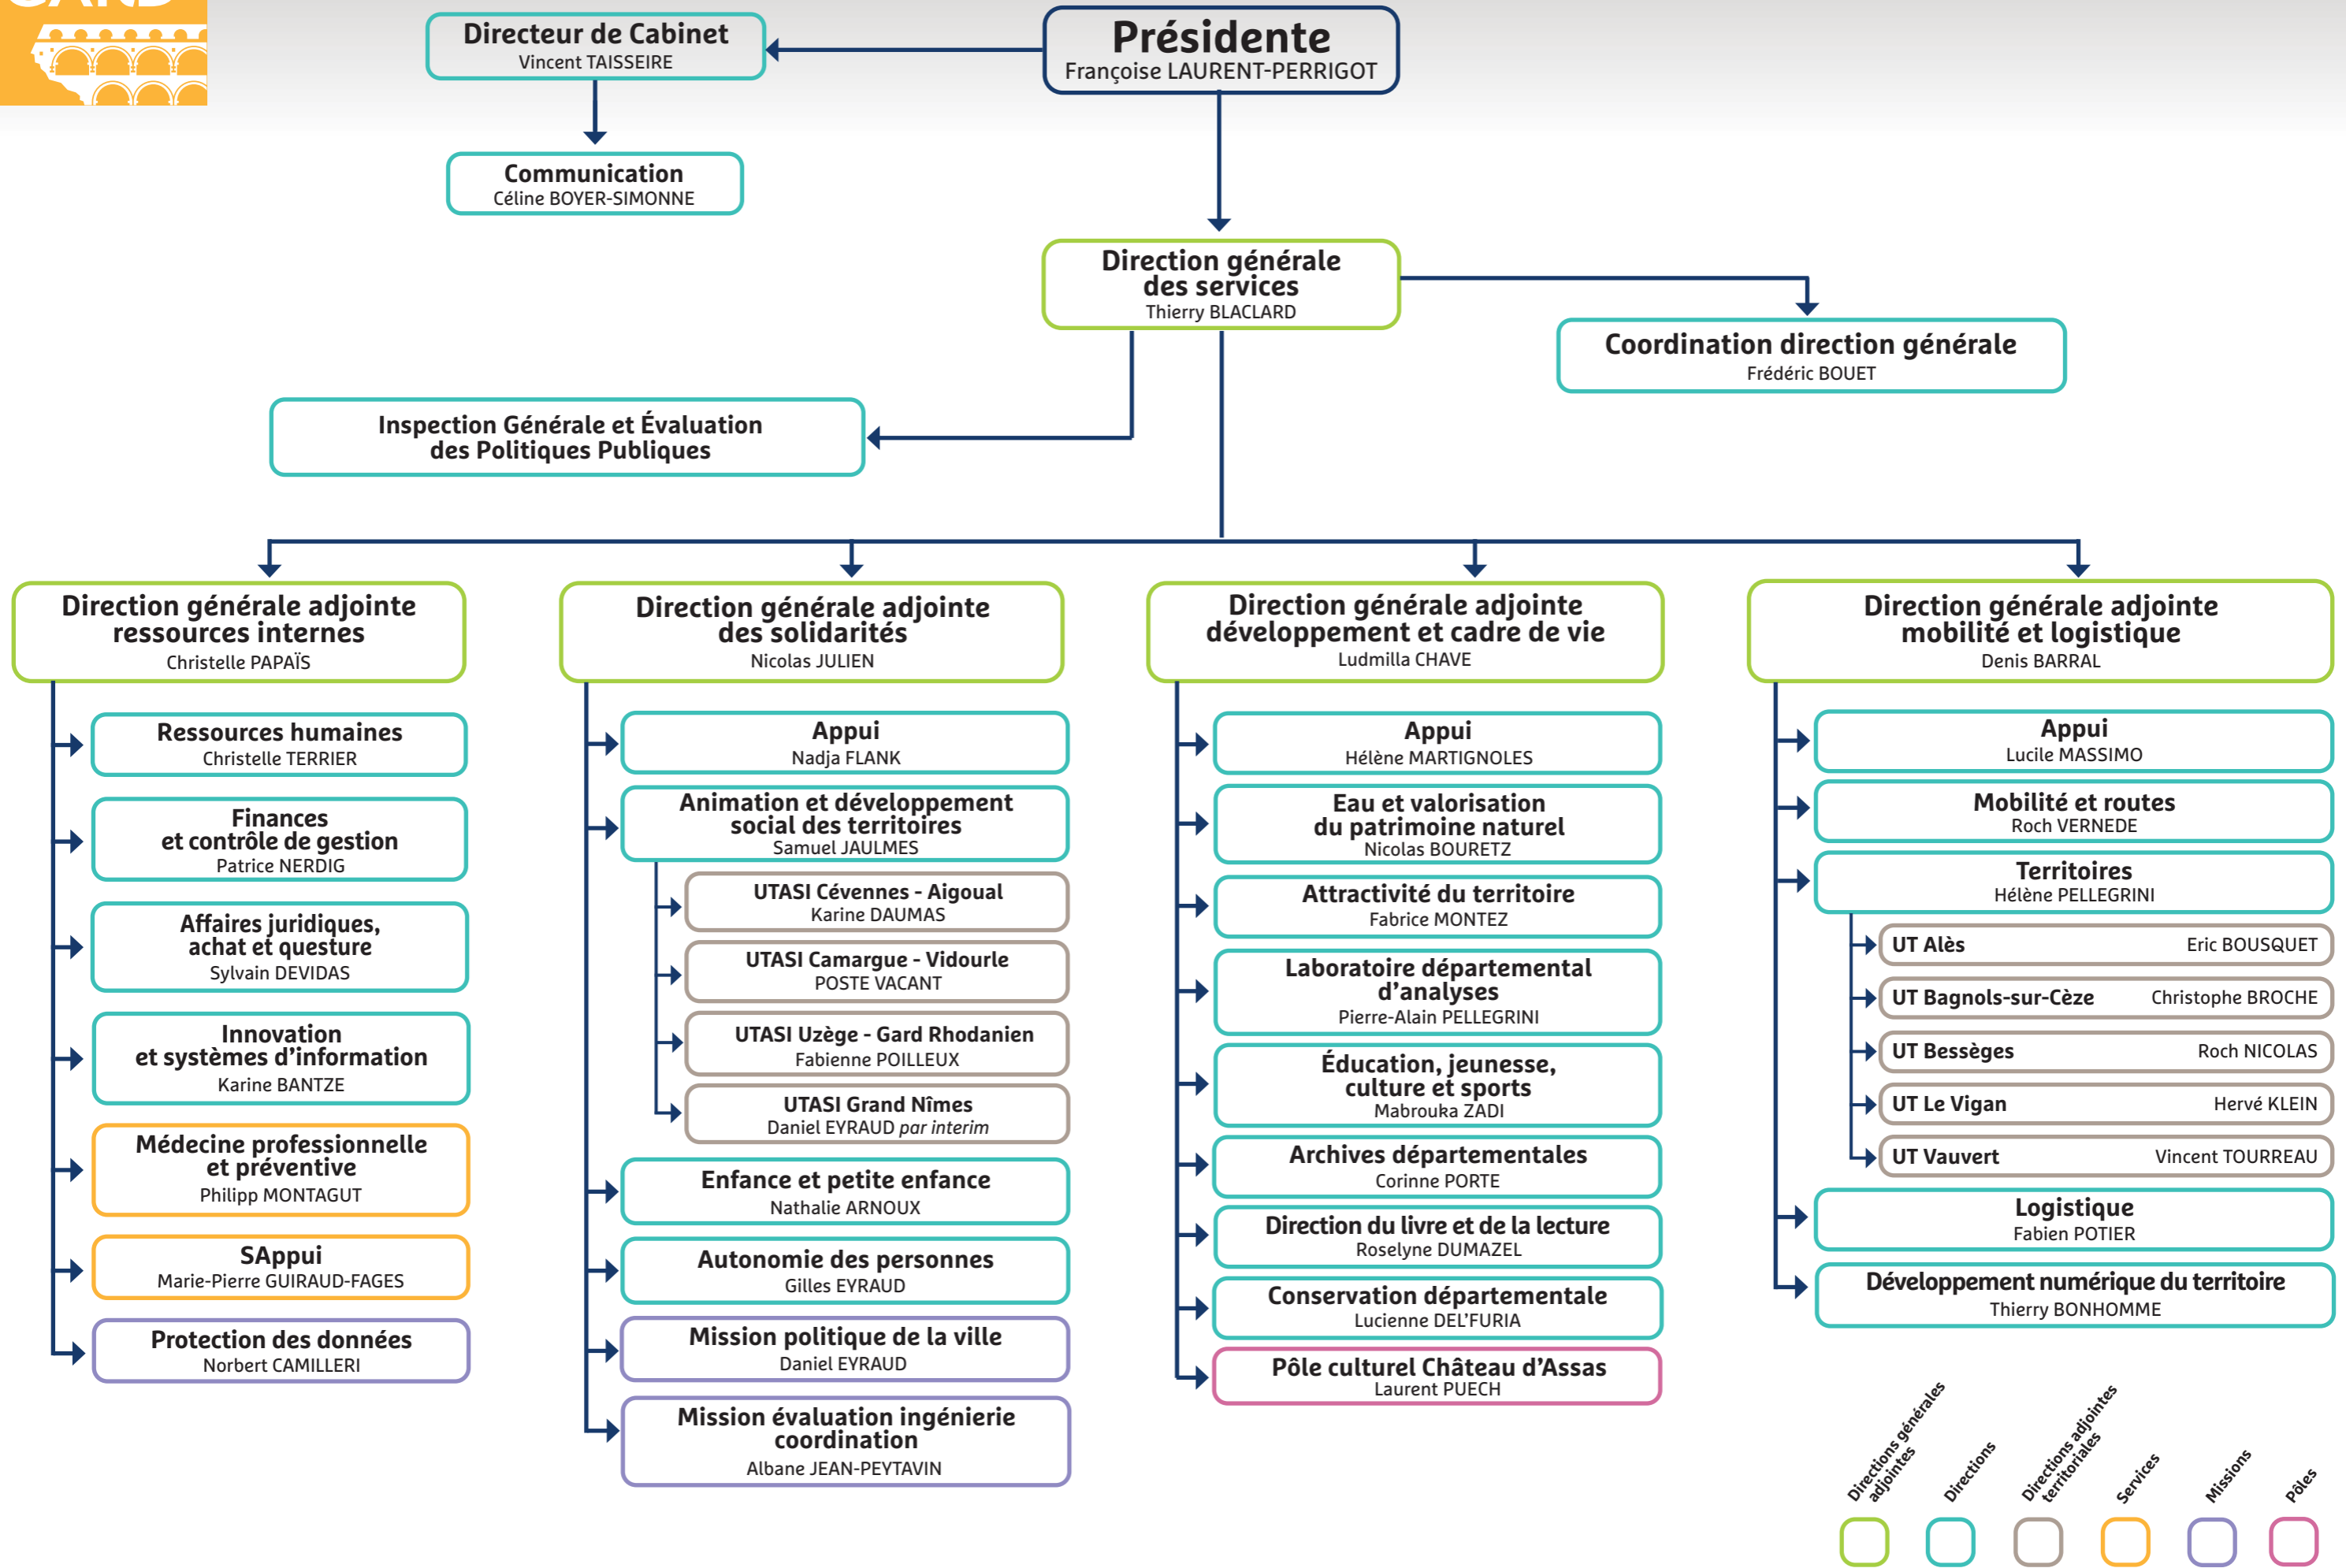 GARD
Directeur de Cabinet
Vincent TAISSEIRE
Présidente
Françoise LAURENT-PERRIGOT
Communication
Céline BOYER-SIMONNE
Direction générale
des services
Thierry BLACLARD
Coordination direction générale
Frédéric BOUET
Inspection Générale et Évaluation
des Politiques Publiques
Direction générale adjointe
ressources internes
Christelle PAPAÏS
Ressources humaines
Christelle TERRIER
Finances
et contrôle de gestion
Patrice NERDIG
Affaires juridiques,
achat et questure
Sylvain DEVIDAS
Innovation
et systèmes d'information
Karine BANTZE
Médecine professionnelle
et préventive
Philipp MONTAGUT
SAppui
Marie-Pierre GUIRAUD-FAGES
Protection des données
Norbert CAMILLERI
Direction générale adjointe
des solidarités
Nicolas JULIEN
Appui
Nadja FLANK
Animation et développement
social des territoires
Samuel JAULMES
UTASI Cévennes - Aigoual
Karine DAUMAS
UTASI Camargue - Vidourle
POSTE VACANT
UTASI Uzège - Gard Rhodanien
Fabienne POILLEUX
UTASI Grand Nîmes
Daniel EYRAUD par interim
Enfance et petite enfance
Nathalie ARNOUX
Autonomie des personnes
Gilles EYRAUD
Mission politique de la ville
Daniel EYRAUD
Mission évaluation ingénierie
coordination
Albane JEAN-PEYTAVIN
Direction générale adjointe
développement et cadre de vie
Ludmilla CHAVE
Appui
Hélène MARTIGNOLES
Eau et valorisation
du patrimoine naturel
Nicolas BOURETZ
Attractivité du territoire
Fabrice MONTEZ
Laboratoire départemental
d'analyses
Pierre-Alain PELLEGRINI
Éducation, jeunesse,
culture et sports
Mabrouka ZADI
Archives départementales
Corinne PORTE
Direction du livre et de la lecture
Roselyne DUMAZEL
Conservation départementale
Lucienne DEL'FURIA
Pôle culturel Château d'Assas
Laurent PUECH
Direction générale adjointe
mobilité et logistique
Denis BARRAL
Appui
Lucile MASSIMO
Mobilité et routes
Roch VERNEDE
Territoires
Hélène PELLEGRINI
UT Alès Eric BOUSQUET
UT Bagnols-sur-Cèze Christophe BROCHE
UT Bessèges Roch NICOLAS
UT Le Vigan Hervé KLEIN
UT Vauvert Vincent TOURREAU
Logistique
Fabien POTIER
Développement numérique du territoire
Thierry BONHOMME
Directions générales
adjointes
Directions
Directions adjointes
territoriales
Services
Missions
Pôles